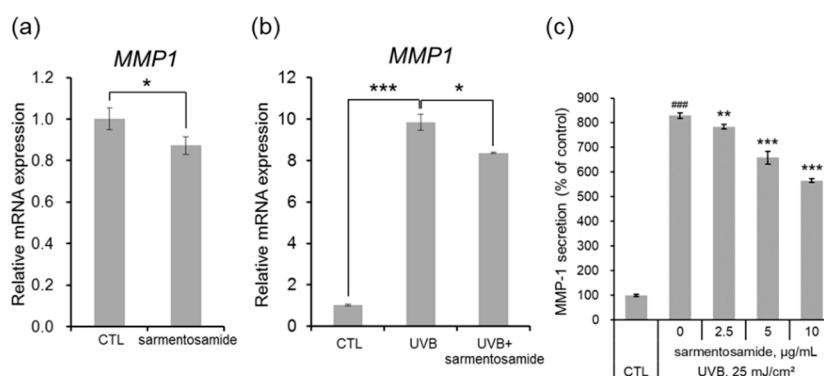 (a)
MMP1
*
Relative mRNA expression
1.2
1.0
0.8
0.6
0.4
0.2
0.0
CTL
sarmentosamide
(b)
MMP1
***
*
Relative mRNA expression
12
10
8
6
4
2
0
CTL
UVB
UVB+
sarmentosamide
(c)
MMP-1 secretion (% of control)
900
800
700
600
500
400
300
200
100
0
###
**
***
***
0 2.5 5 10
sarmentosamide, µg/mL
CTL UVB, 25 mJ/cm²